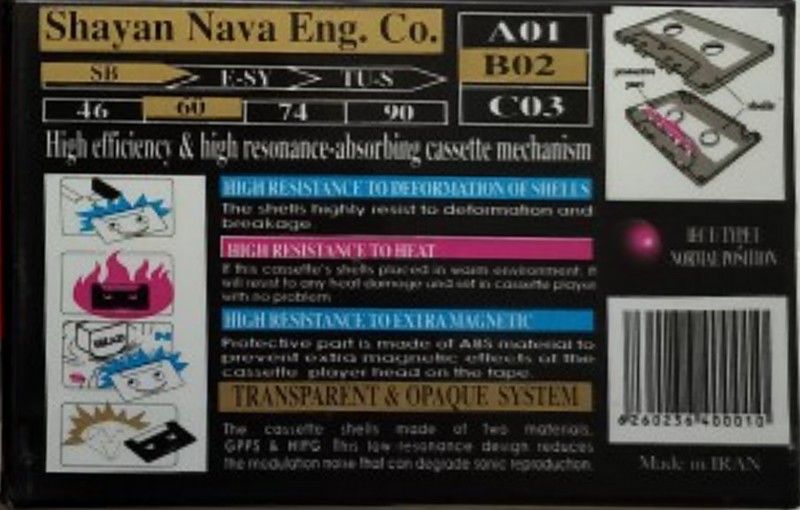 Shayan Nava Eng. Co.
SB E-SY TU-S
46 60 74 90
A01
B02
C03
High efficiency & high resonance-absorbing cassette mechanism
protective
part
shells
HIGH RESISTANCE TO DEFORMATION OF SHELLS
The shells highly resist to deformation and
breakage.
HIGH RESISTANCE TO HEAT
If this cassette's shells placed in warm environment, it
will resist to any heat damage and set in cassette player
with no problem
HIGH RESISTANCE TO EXTRA MAGNETIC
Protective part is made of ABS material to
prevent extra magnetic effects of the
cassette player head on the tape.
HEAD
TRANSPARENT & OPAQUE SYSTEM
The cassette shells made of two materials,
GPPS & HIPG This low-resonance design reduces
the modulation noise that can degrade sonic reproduction.
IEC I/TYPE I
NORMAL POSITION
6260236400010
Made in IRAN